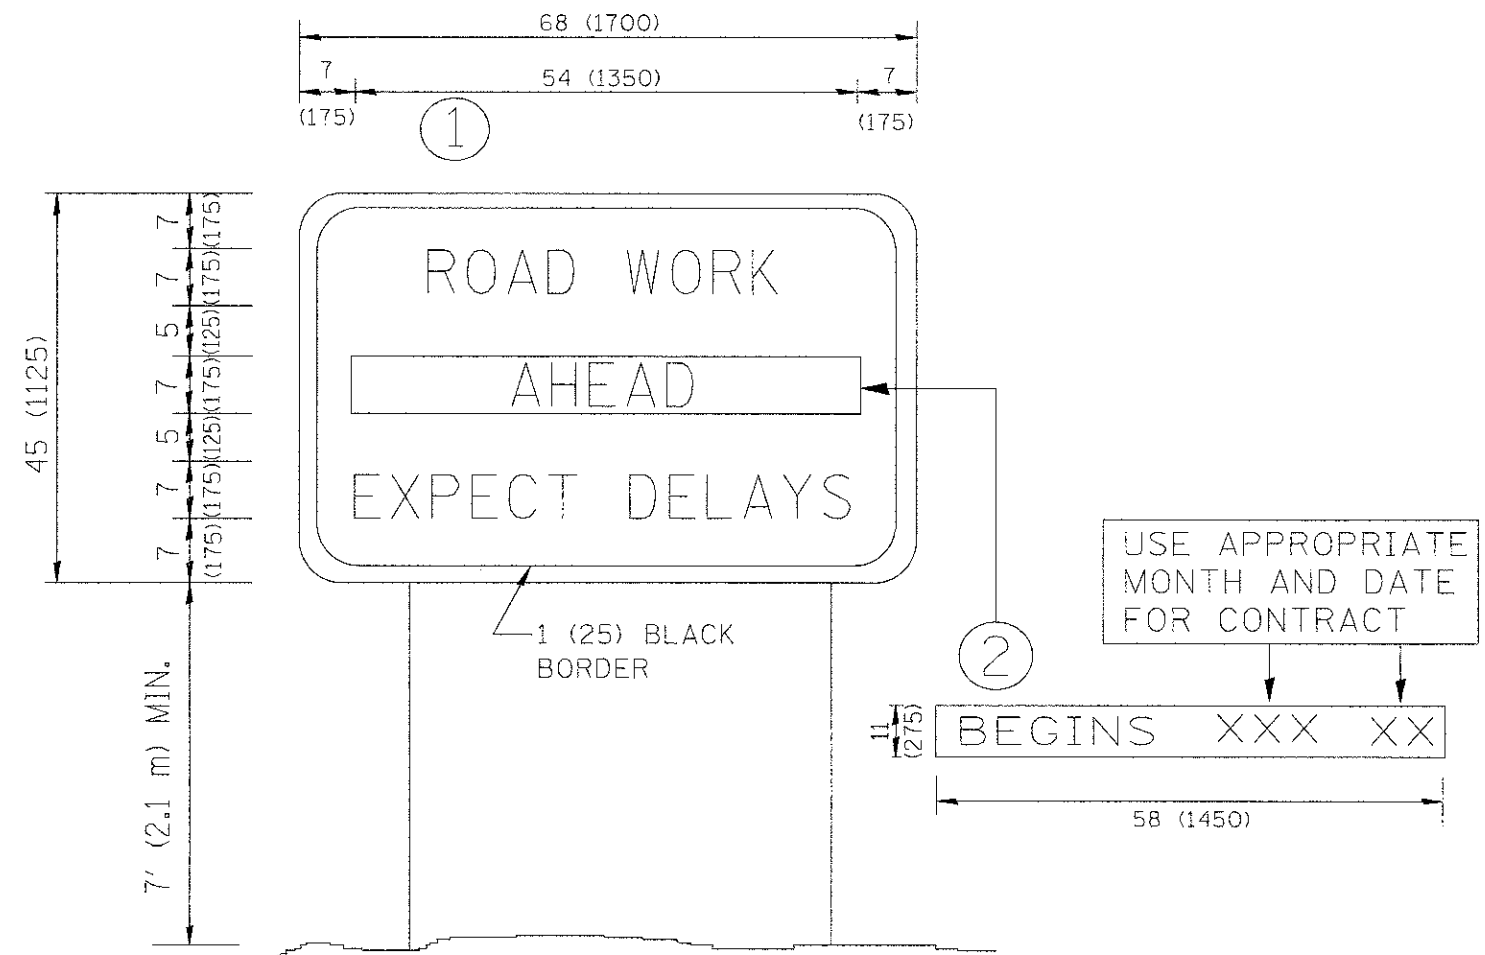 68 (1700)
7
54 (1350)
7
(175)
(175)
1
45 (1125)
7
(175)
7
(175)
5
(125)
7
(175)
5
(125)
7
(175)
7
(175)
ROAD WORK
AHEAD
EXPECT DELAYS
1 (25) BLACK
BORDER
7' (2.1 m) MIN.
2
USE APPROPRIATE
MONTH AND DATE
FOR CONTRACT
11
(275)
BEGINS XXX XX
58 (1450)